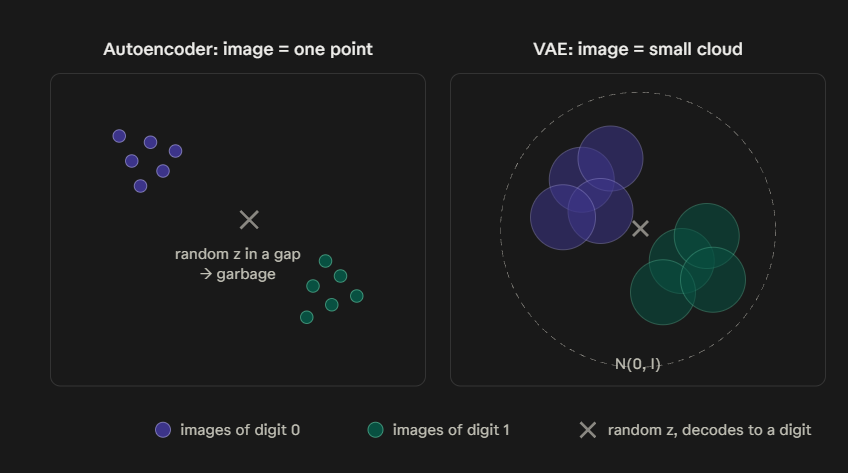 Autoencoder: image = one point
VAE: image = small cloud
random z in a gap
→ garbage
N(0, I)
images of digit 0
images of digit 1
random z, decodes to a digit